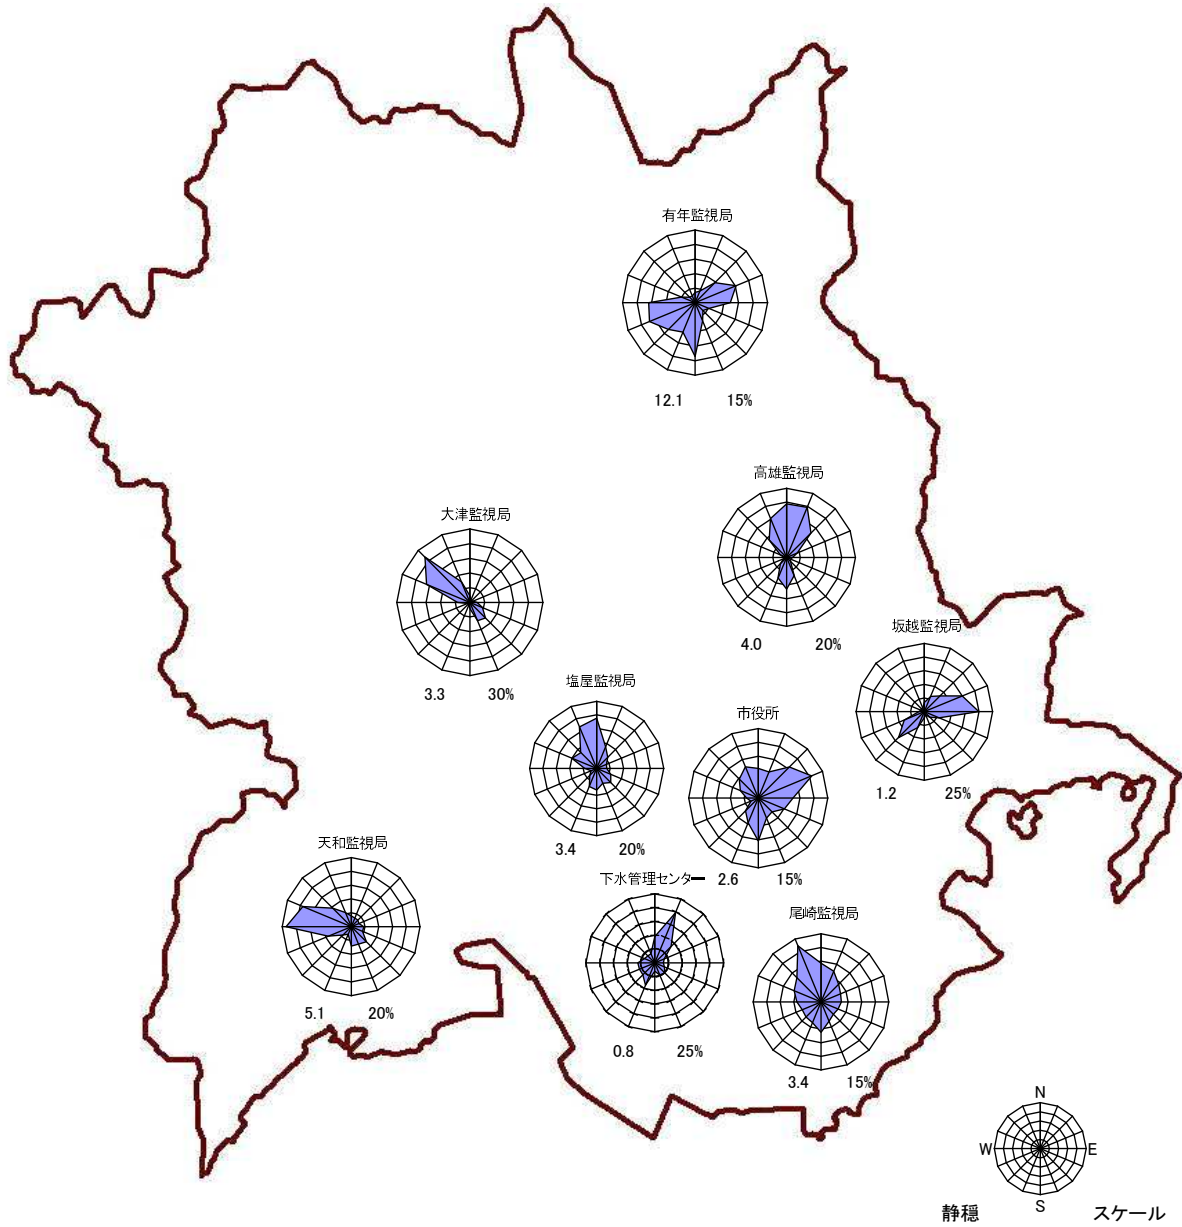 有年監視局
12.1 15%
高雄監視局
4.0 20%
大津監視局
3.3 30%
坂越監視局
1.2 25%
塩屋監視局
3.4 20%
市役所
2.6 15%
天和監視局
5.1 20%
下水管理センター
0.8 25%
尾崎監視局
3.4 15%
N
W E
S
静穏 スケール